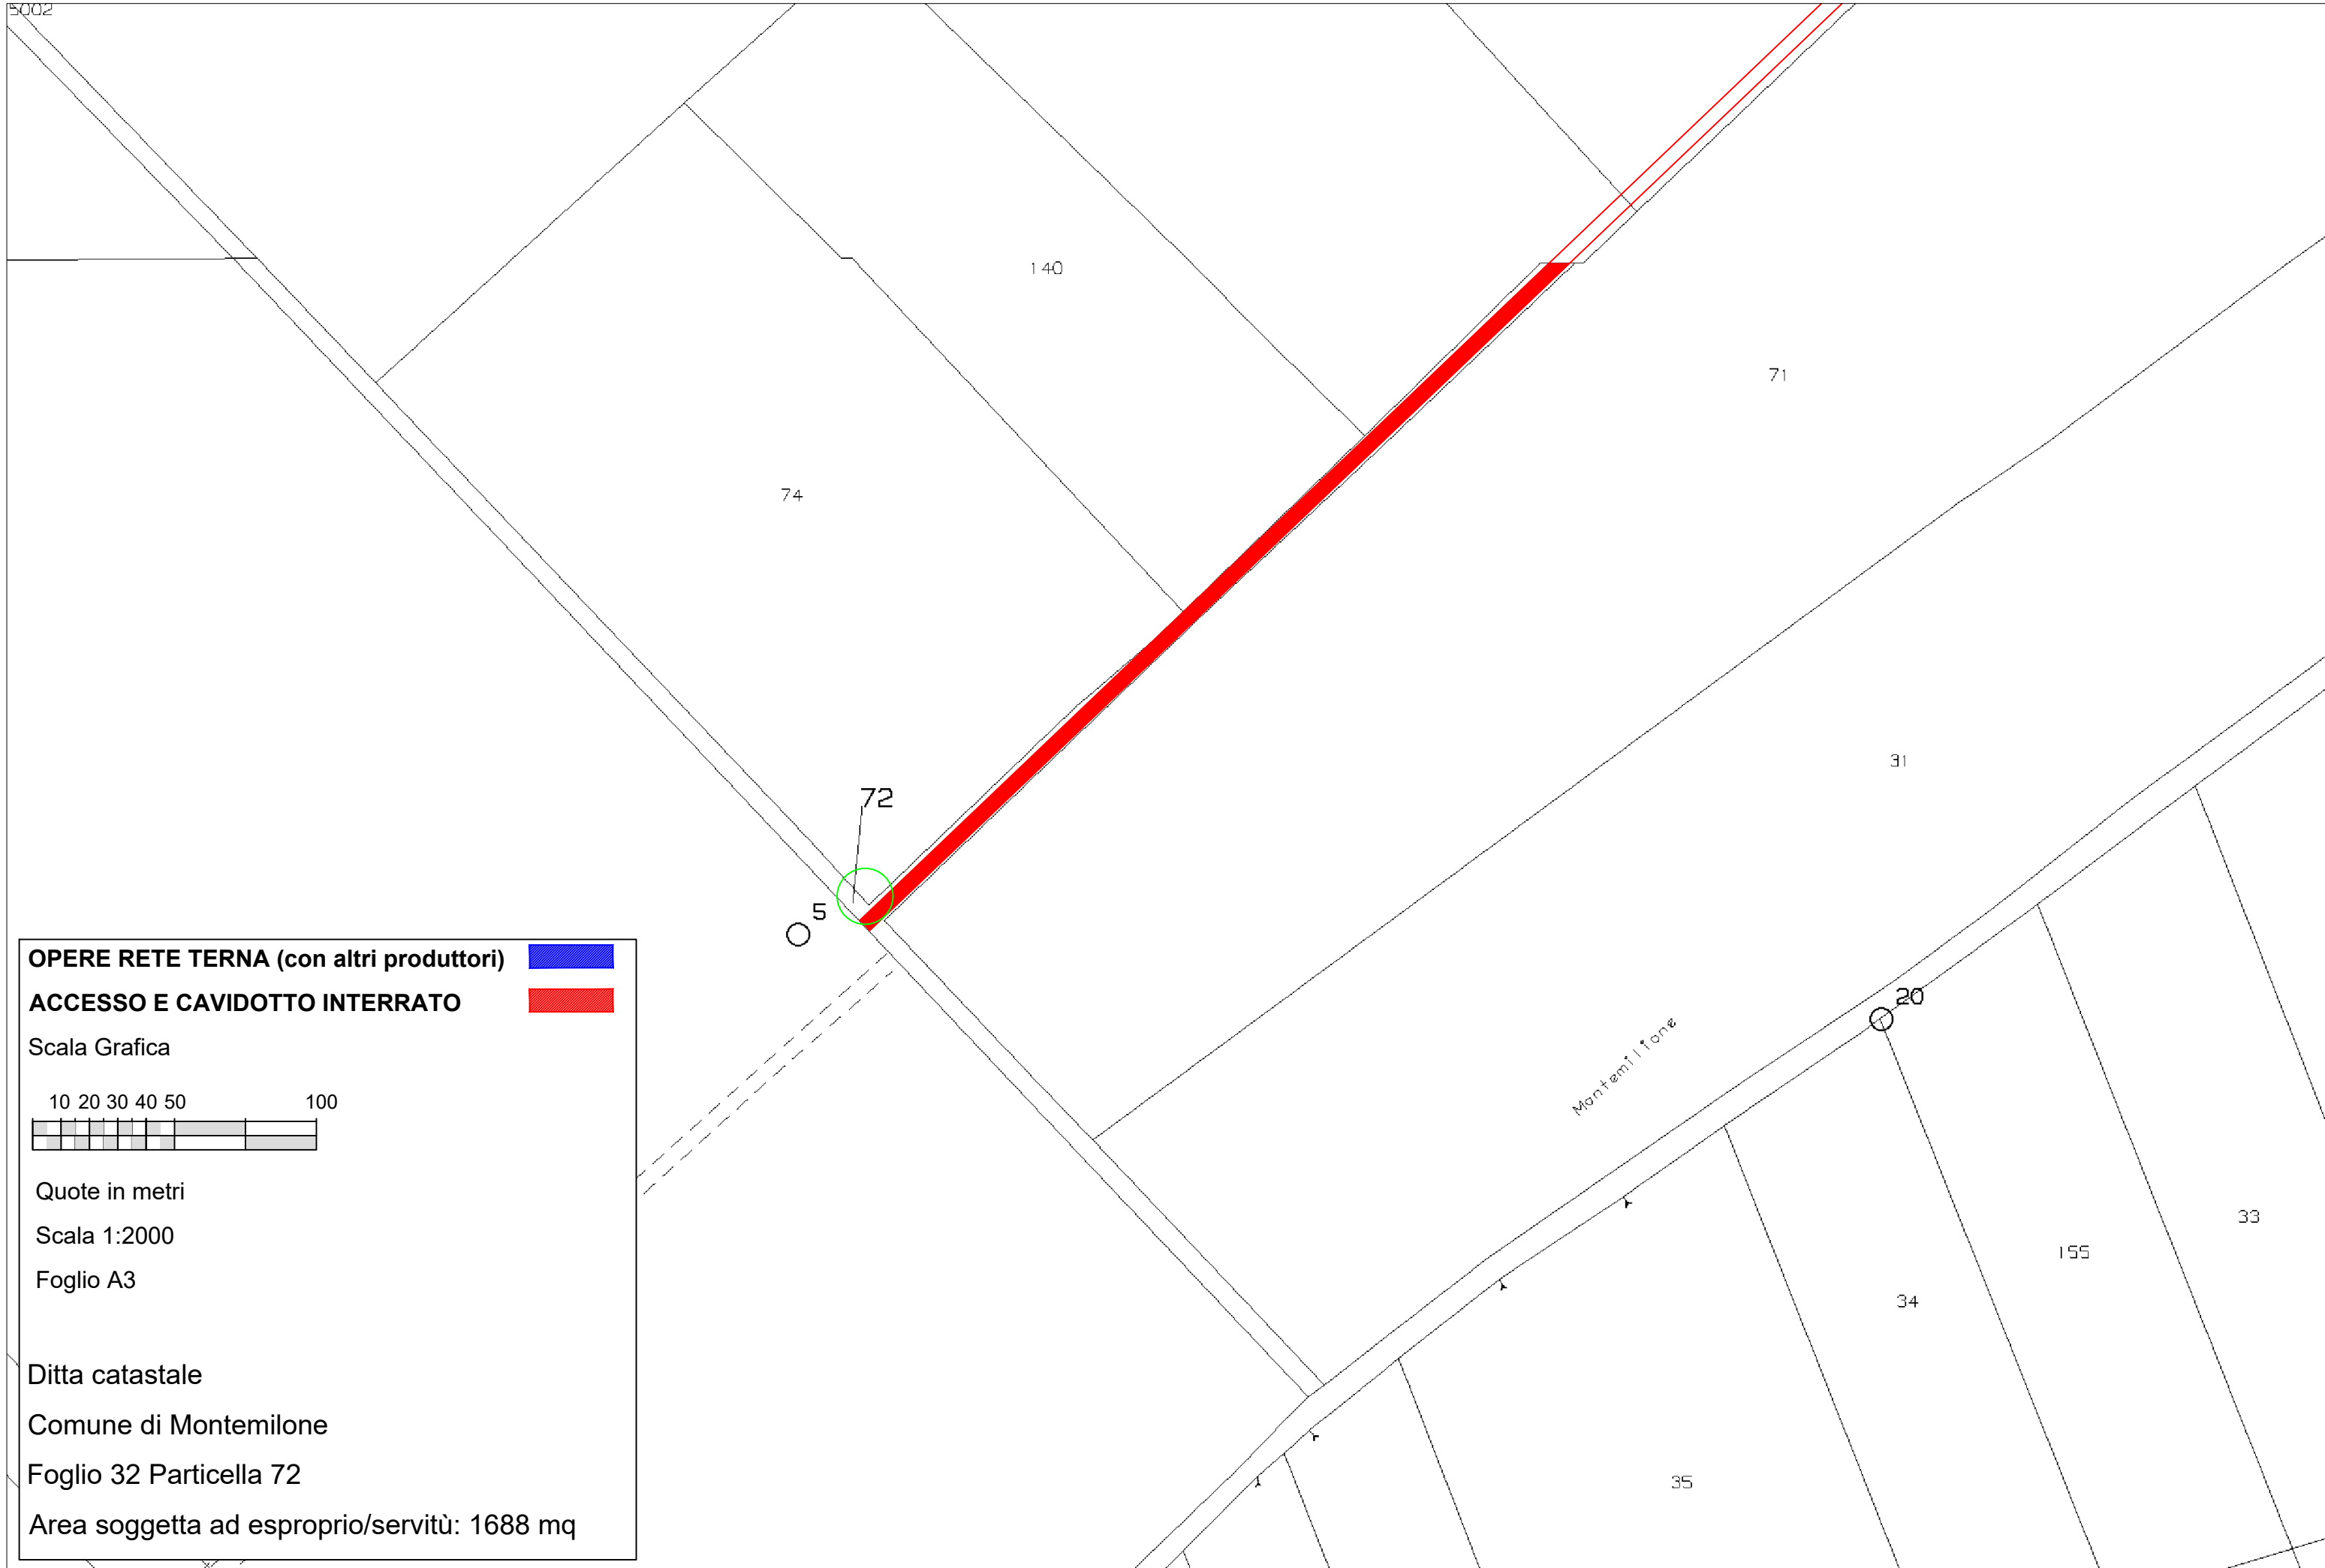 5002
140
71
74
31
72
5
20
Montemilione
33
155
34
35
OPERE RETE TERNA (con altri produttori)
ACCESSO E CAVIDOTTO INTERRATO
Scala Grafica
10 20 30 40 50 100
Quote in metri
Scala 1:2000
Foglio A3
Ditta catastale
Comune di Montemilone
Foglio 32 Particella 72
Area soggetta ad esproprio/servitù: 1688 mq